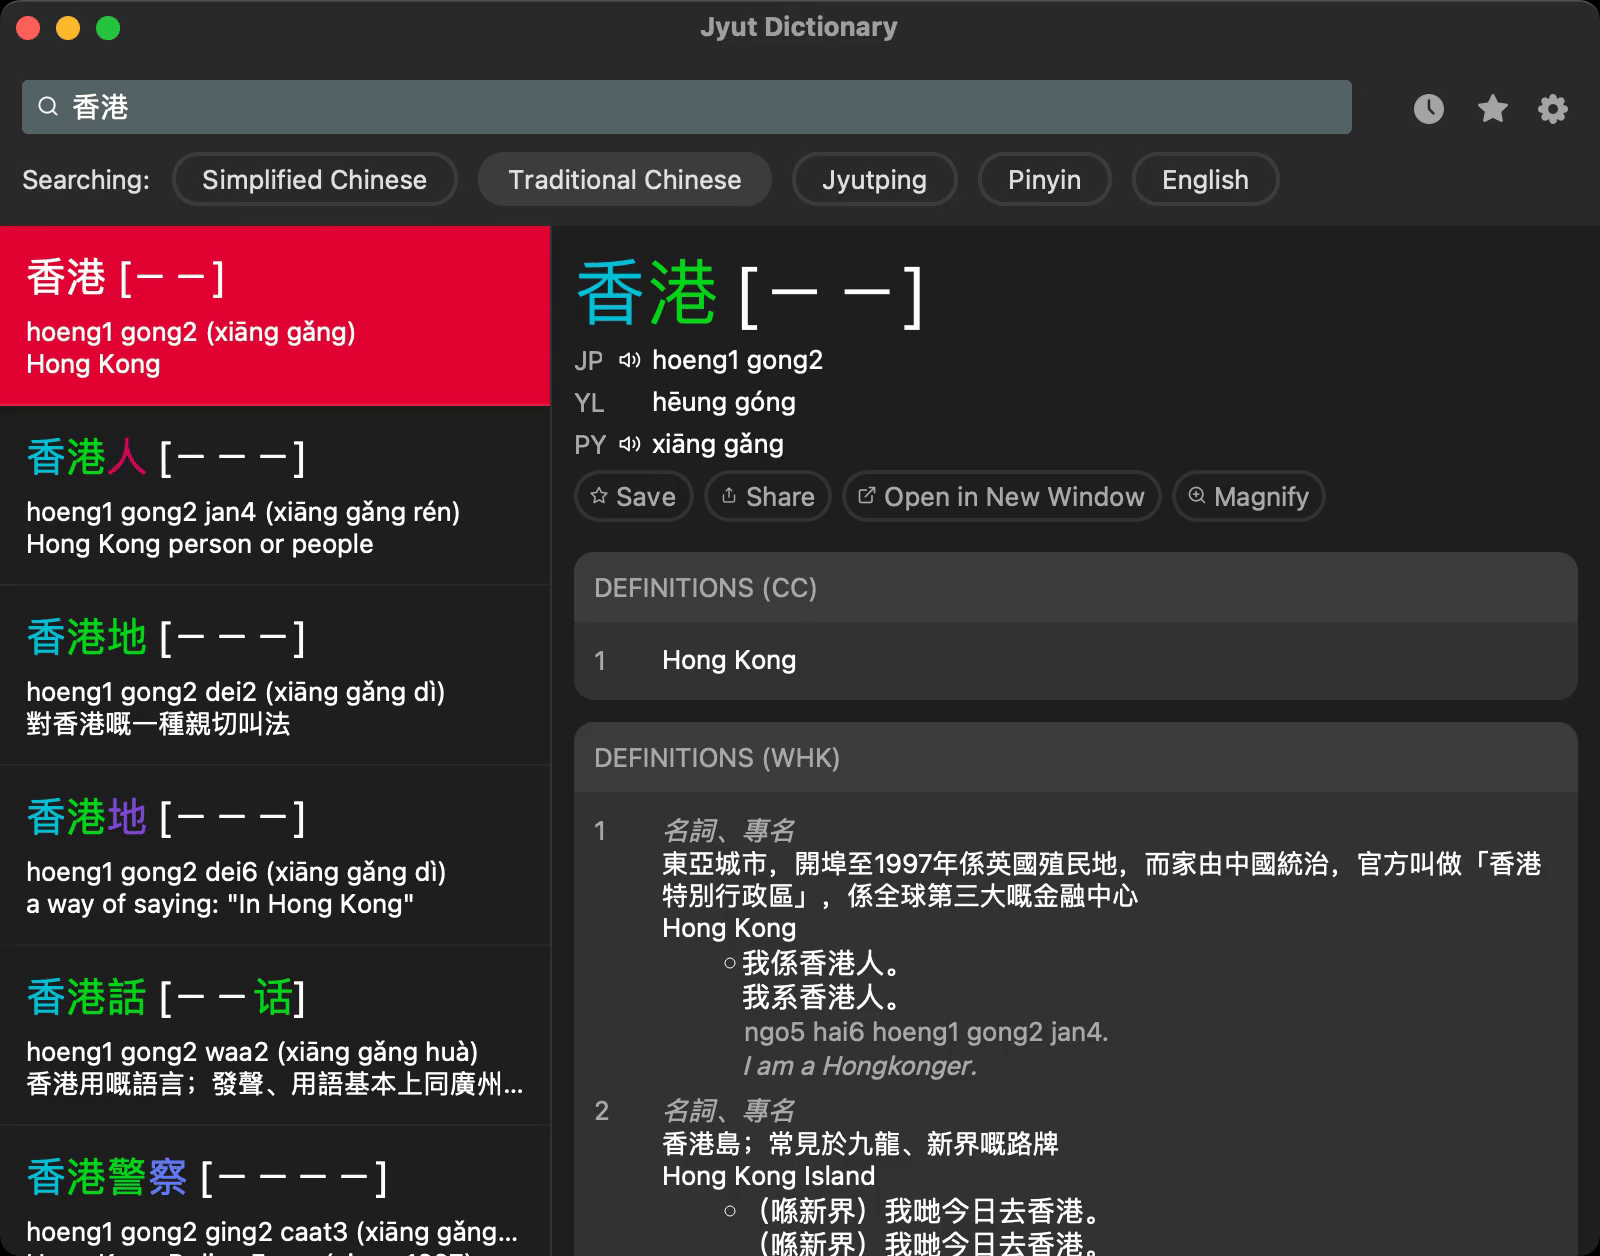 Jyut Dictionary
香港
Searching:
Simplified Chinese
Traditional Chinese
Jyutping
Pinyin
English
香港 [－－]
hoeng1 gong2 (xiāng gǎng)
Hong Kong
香港人 [－－－]
hoeng1 gong2 jan4 (xiāng gǎng rén)
Hong Kong person or people
香港地 [－－－]
hoeng1 gong2 dei2 (xiāng gǎng dì)
對香港嘅一種親切叫法
香港地 [－－－]
hoeng1 gong2 dei6 (xiāng gǎng dì)
a way of saying: "In Hong Kong"
香港話 [－－话]
hoeng1 gong2 waa2 (xiāng gǎng huà)
香港用嘅語言；發聲、用語基本上同廣州...
香港警察 [－－－－]
hoeng1 gong2 ging2 caat3 (xiāng gǎng...
香港 [－－]
JP hoeng1 gong2
YL hēung góng
PY xiāng gǎng
Save
Share
Open in New Window
Magnify
DEFINITIONS (CC)
1 Hong Kong
DEFINITIONS (WHK)
1 名詞、專名
東亞城市，開埠至1997年係英國殖民地，而家由中國統治，官方叫做「香港
特別行政區」，係全球第三大嘅金融中心
Hong Kong
○ 我係香港人。
我系香港人。
ngo5 hai6 hoeng1 gong2 jan4.
I am a Hongkonger.
2 名詞、專名
香港島；常見於九龍、新界嘅路牌
Hong Kong Island
○ （喺新界）我哋今日去香港。
（喺新界）我哋今日去香港。